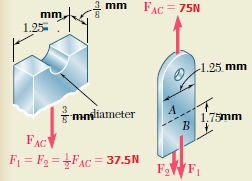 mm
1.25
3/8 mm
F_AC = 75N
1.25 mm
3/8 mm diameter
A
B
1.75mm
F_AC
F_1 = F_2 = 1/2 F_AC = 37.5N
F_2 F_1